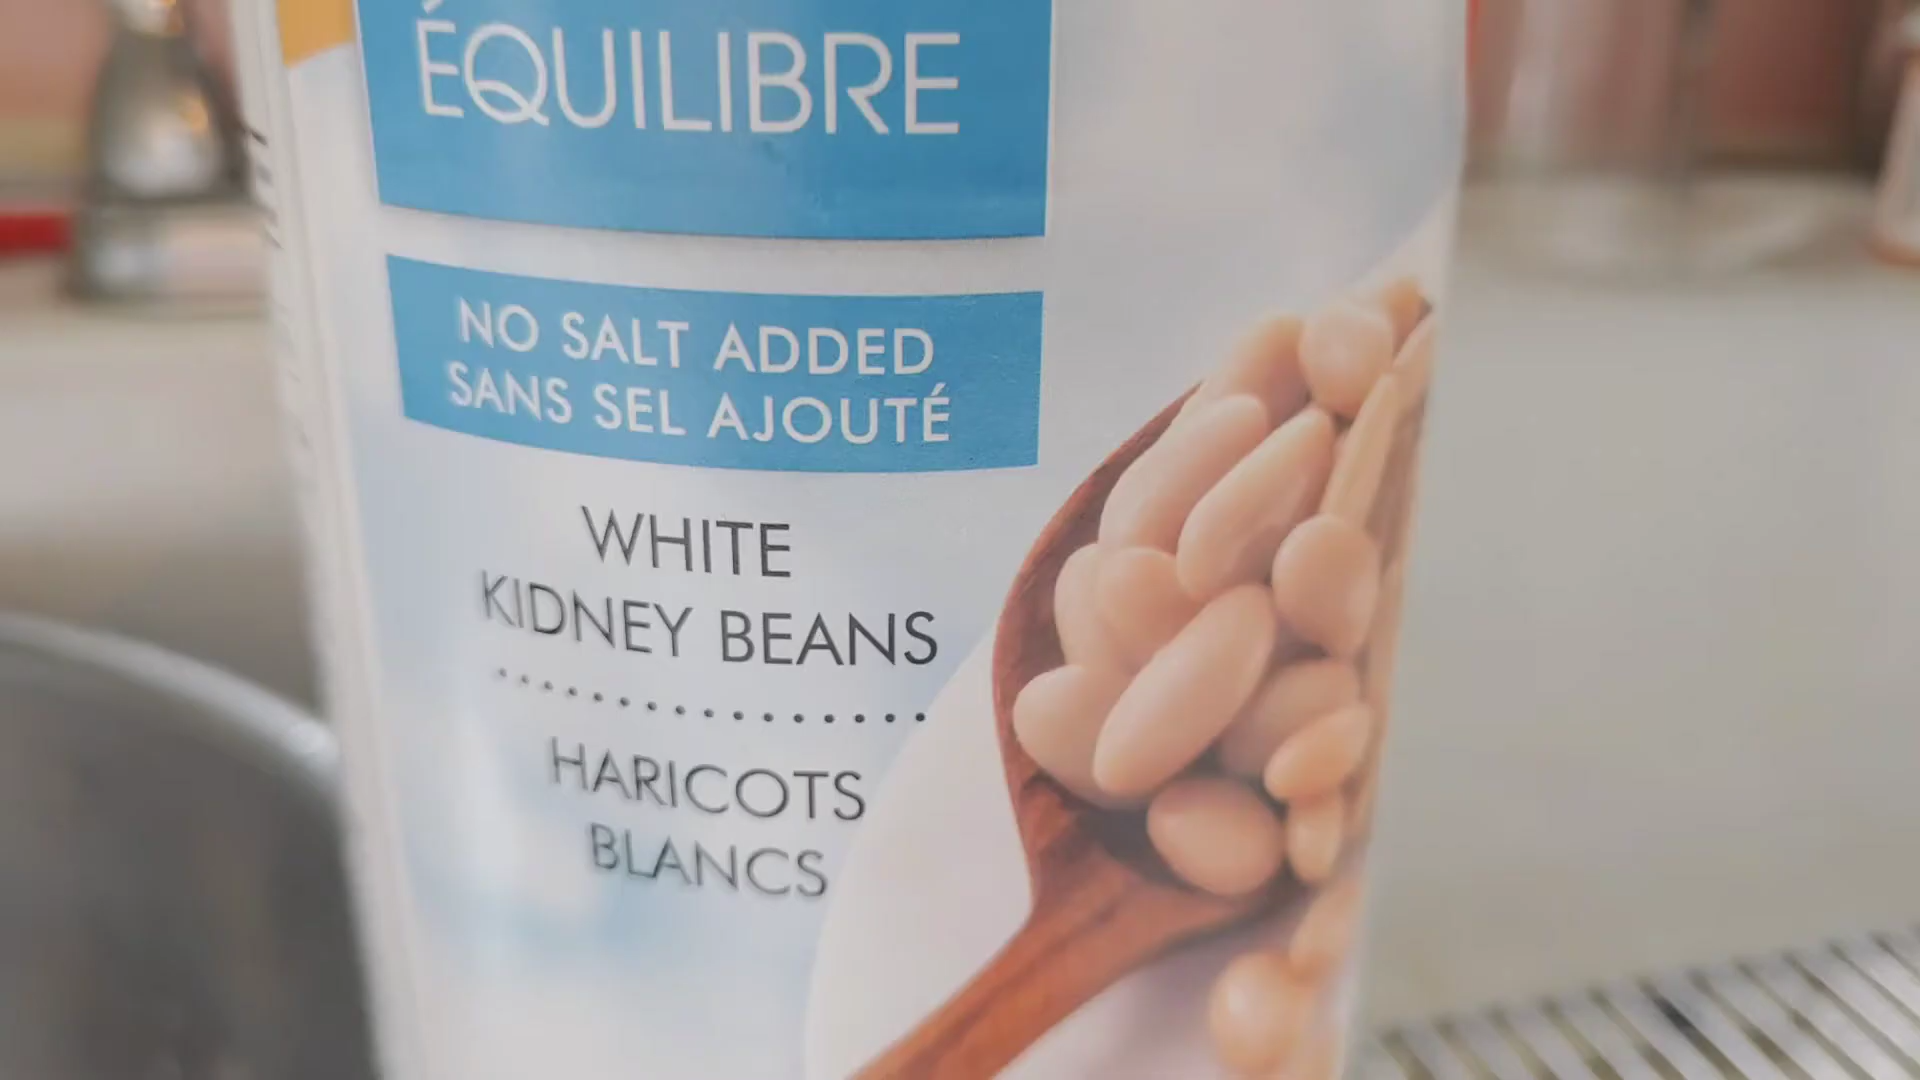 ÉQUILIBRE
NO SALT ADDED
SANS SEL AJOUTÉ
WHITE
KIDNEY BEANS
HARICOTS
BLANCS